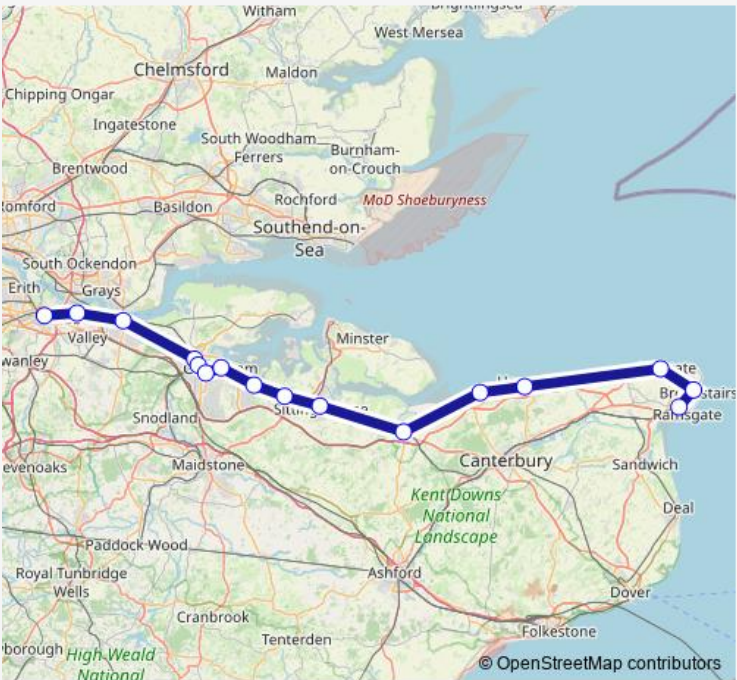 Witham
West Mersea
Chelmsford
Maldon
Chipping Ongar
Ingatestone
South Woodham
Ferrers
Burnham-
on-Crouch
Brentwood
Rochford
MoD Shoeburyness
Romford
Basildon
Southend-on-
Sea
South Ockendon
Erith
Grays
Valley
Minster
Snodland
Maidstone
Canterbury
Ramsgate
Sandwich
Kent Downs
National
Landscape
Deal
Paddock Wood
Royal Tunbridge
Wells
Ashford
Dover
Cranbrook
Tenterden
Folkestone
High Weald
National
© OpenStreetMap contributors